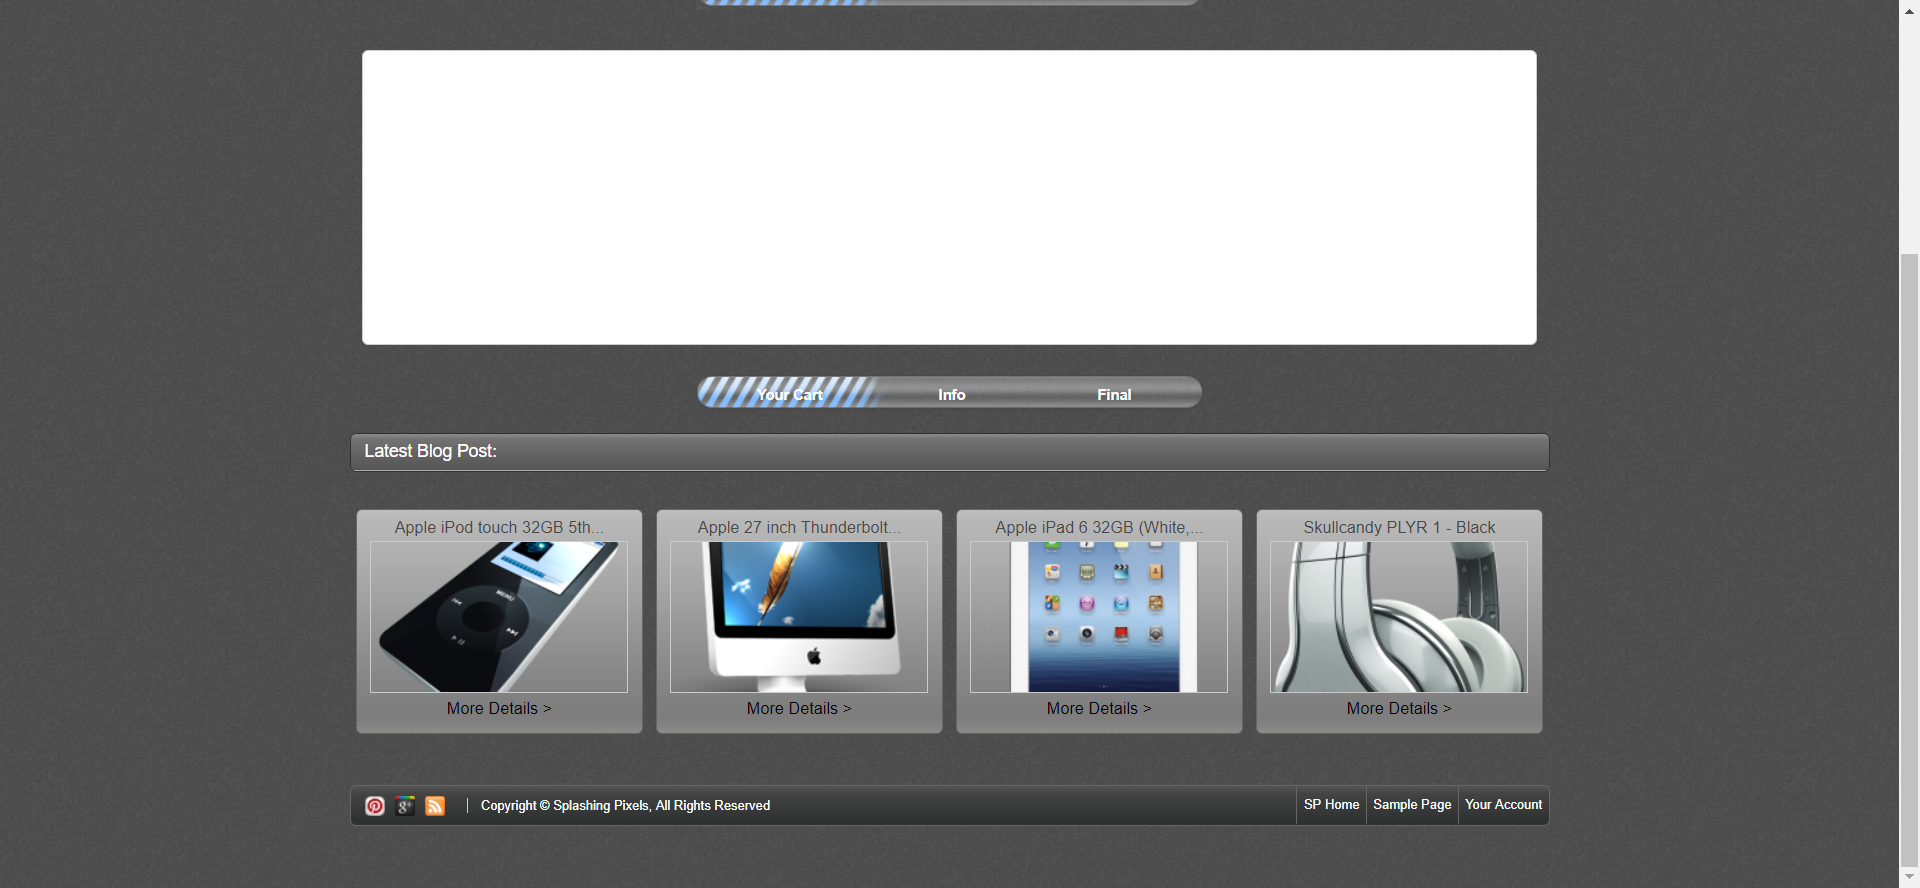 Your Cart Info Final
Latest Blog Post:
Apple iPod touch 32GB 5th...
Apple 27 inch Thunderbolt...
Apple iPad 6 32GB (White,...
Skullcandy PLYR 1 - Black
MENU
More Details >
More Details >
More Details >
More Details >
g+
Copyright © Splashing Pixels, All Rights Reserved
SP Home
Sample Page
Your Account